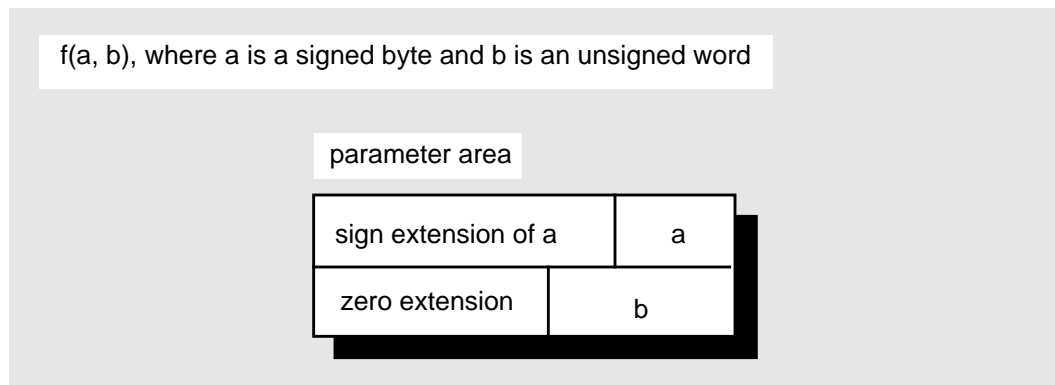 f(a, b), where a is a signed byte and b is an unsigned word
parameter area
sign extension of a a
zero extension b